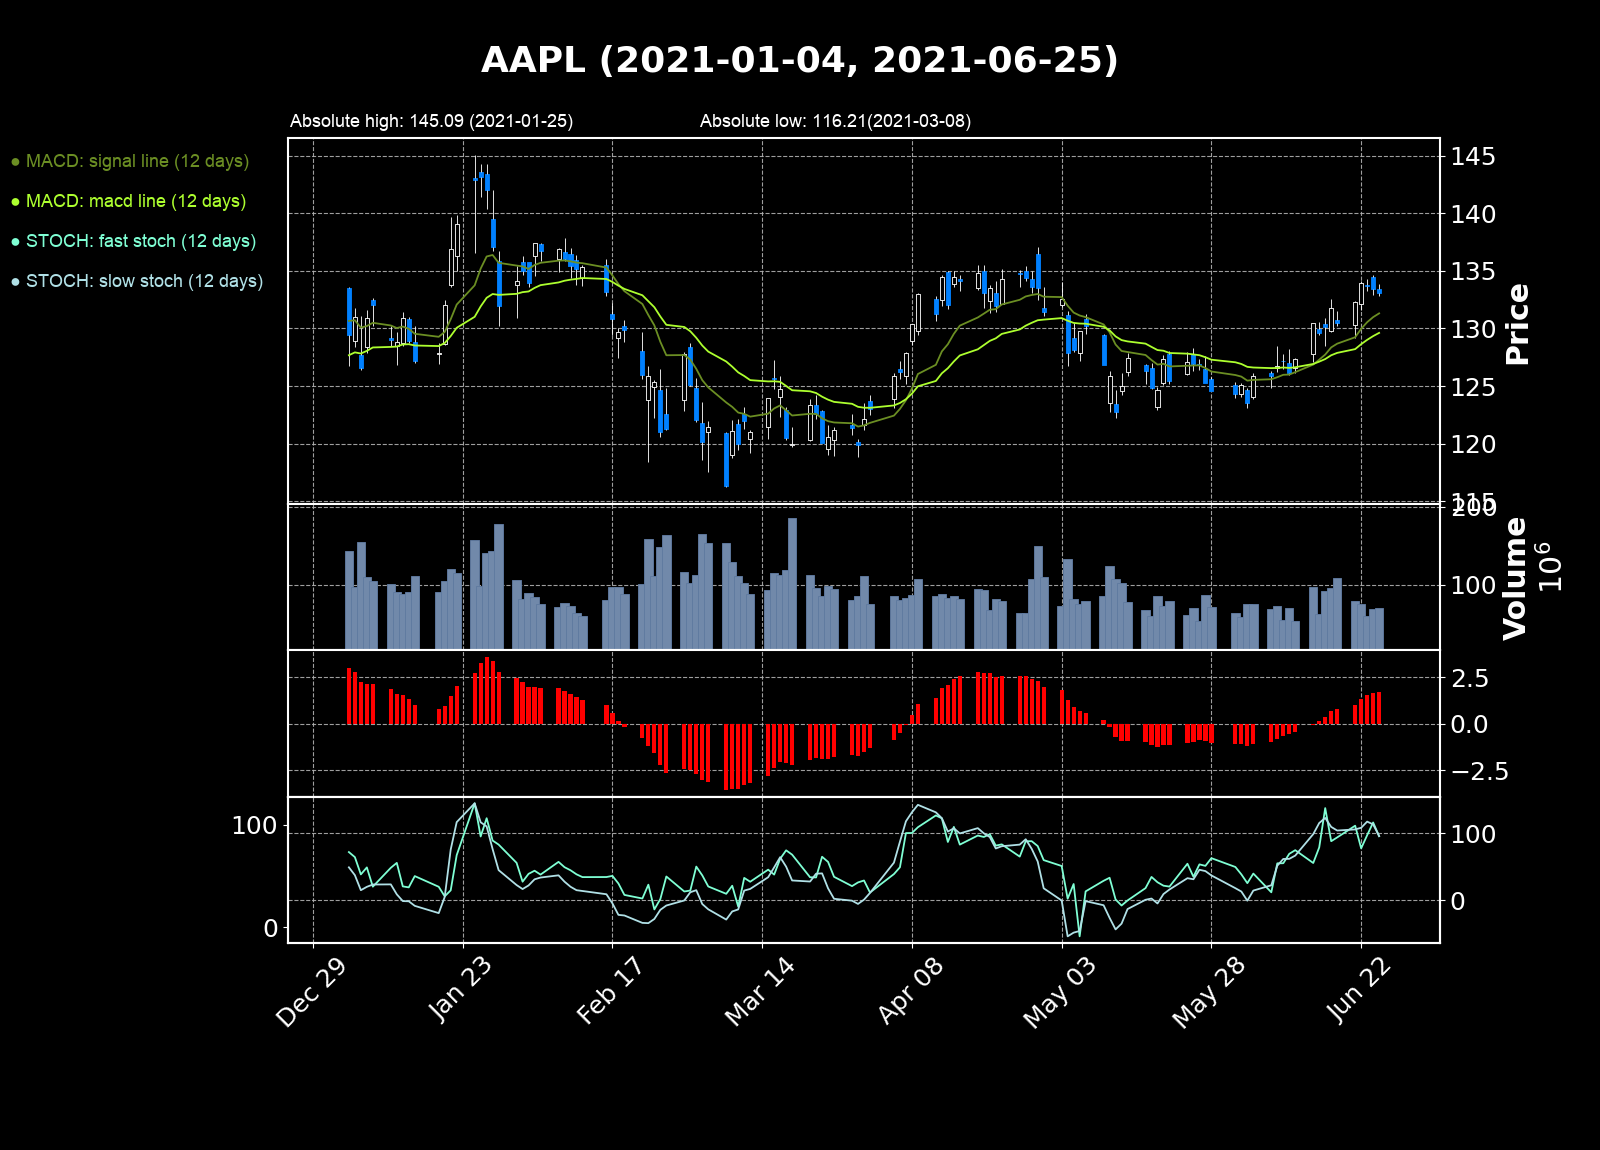 AAPL (2021-01-04, 2021-06-25)
Absolute high: 145.09 (2021-01-25)
Absolute low: 116.21(2021-03-08)
● MACD: signal line (12 days)
● MACD: macd line (12 days)
● STOCH: fast stoch (12 days)
● STOCH: slow stoch (12 days)
145
140
135
130
125
120
115
Price
200
100
Volume
10⁶
2.5
0.0
−2.5
100
0
100
0
Dec 29
Jan 23
Feb 17
Mar 14
Apr 08
May 03
May 28
Jun 22